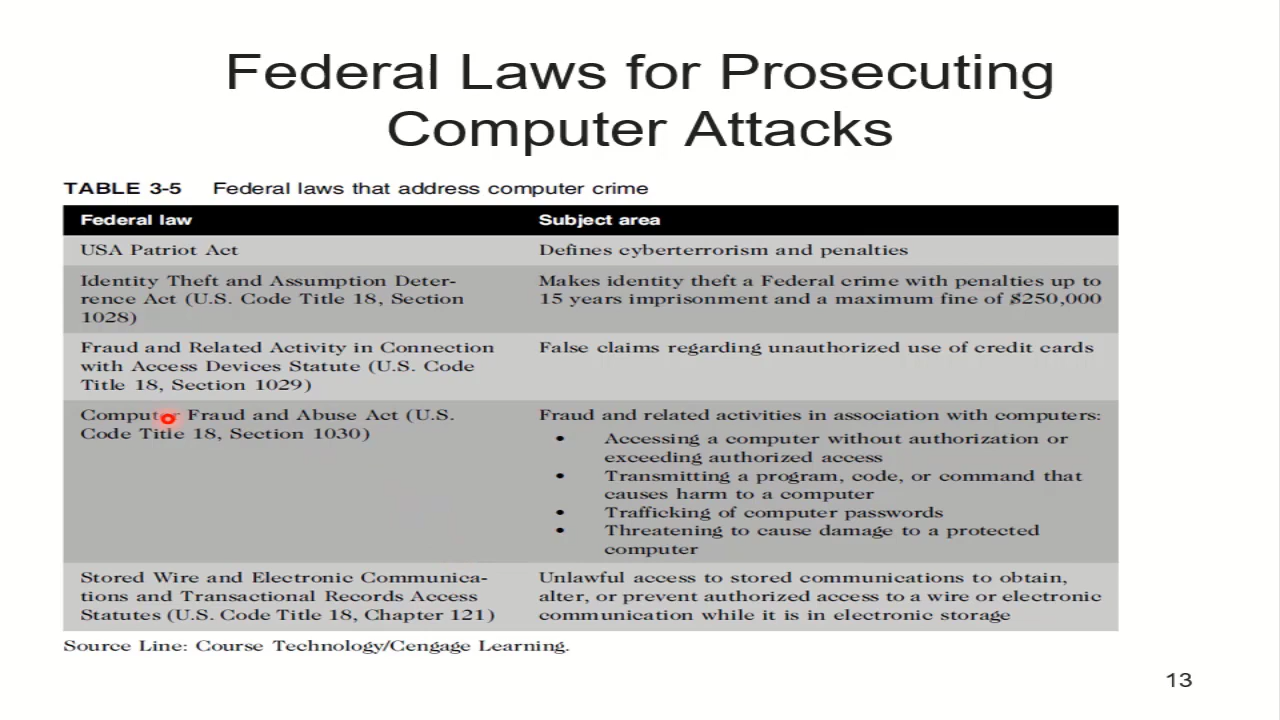 Federal Laws for Prosecuting
Computer Attacks
TABLE 3-5 Federal laws that address computer crime
Federal law Subject area
USA Patriot Act Defines cyberterrorism and penalties
Identity Theft and Assumption Deter-
rence Act (U.S. Code Title 18, Section
1028)
Makes identity theft a Federal crime with penalties up to
15 years imprisonment and a maximum fine of $250,000
Fraud and Related Activity in Connection
with Access Devices Statute (U.S. Code
Title 18, Section 1029)
False claims regarding unauthorized use of credit cards
Computer Fraud and Abuse Act (U.S.
Code Title 18, Section 1030)
Fraud and related activities in association with computers:
• Accessing a computer without authorization or
exceeding authorized access
• Transmitting a program, code, or command that
causes harm to a computer
• Trafficking of computer passwords
• Threatening to cause damage to a protected
computer
Stored Wire and Electronic Communica-
tions and Transactional Records Access
Statutes (U.S. Code Title 18, Chapter 121)
Unlawful access to stored communications to obtain,
alter, or prevent authorized access to a wire or electronic
communication while it is in electronic storage
Source Line: Course Technology/Cengage Learning.
13